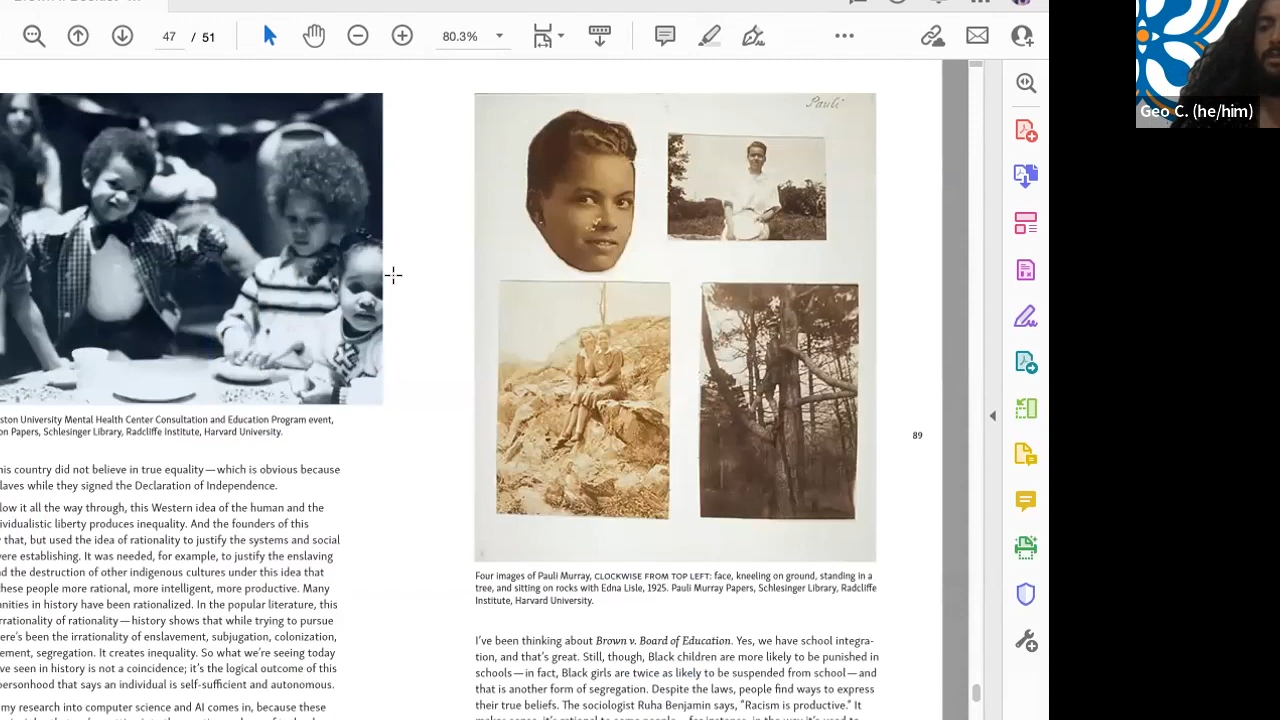 47 / 51
80.3%
Geo C. (he/him)
Pauli
ston University Mental Health Center Consultation and Education Program event,
on Papers, Schlesinger Library, Radcliffe Institute, Harvard University.
his country did not believe in true equality—which is obvious because
laves while they signed the Declaration of Independence.
low it all the way through, this Western idea of the human and the
ividualistic liberty produces inequality. And the founders of this
that, but used the idea of rationality to justify the systems and social
vere establishing. It was needed, for example, to justify the enslaving
nd the destruction of other indigenous cultures under this idea that
hese people more rational, more intelligent, more productive. Many
anities in history have been rationalized. In the popular literature, this
rrationality of rationality—history shows that while trying to pursue
ere's been the irrationality of enslavement, subjugation, colonization,
ement, segregation. It creates inequality. So what we're seeing today
ve seen in history is not a coincidence; it's the logical outcome of this
personhood that says an individual is self-sufficient and autonomous.
my research into computer science and AI comes in, because these
89
Four images of Pauli Murray, CLOCKWISE FROM TOP LEFT: face, kneeling on ground, standing in a
tree, and sitting on rocks with Edna Lisle, 1925. Pauli Murray Papers, Schlesinger Library, Radcliffe
Institute, Harvard University.
I've been thinking about Brown v. Board of Education. Yes, we have school integra-
tion, and that's great. Still, though, Black children are more likely to be punished in
schools—in fact, Black girls are twice as likely to be suspended from school—and
that is another form of segregation. Despite the laws, people find ways to express
their true beliefs. The sociologist Ruha Benjamin says, "Racism is productive." It